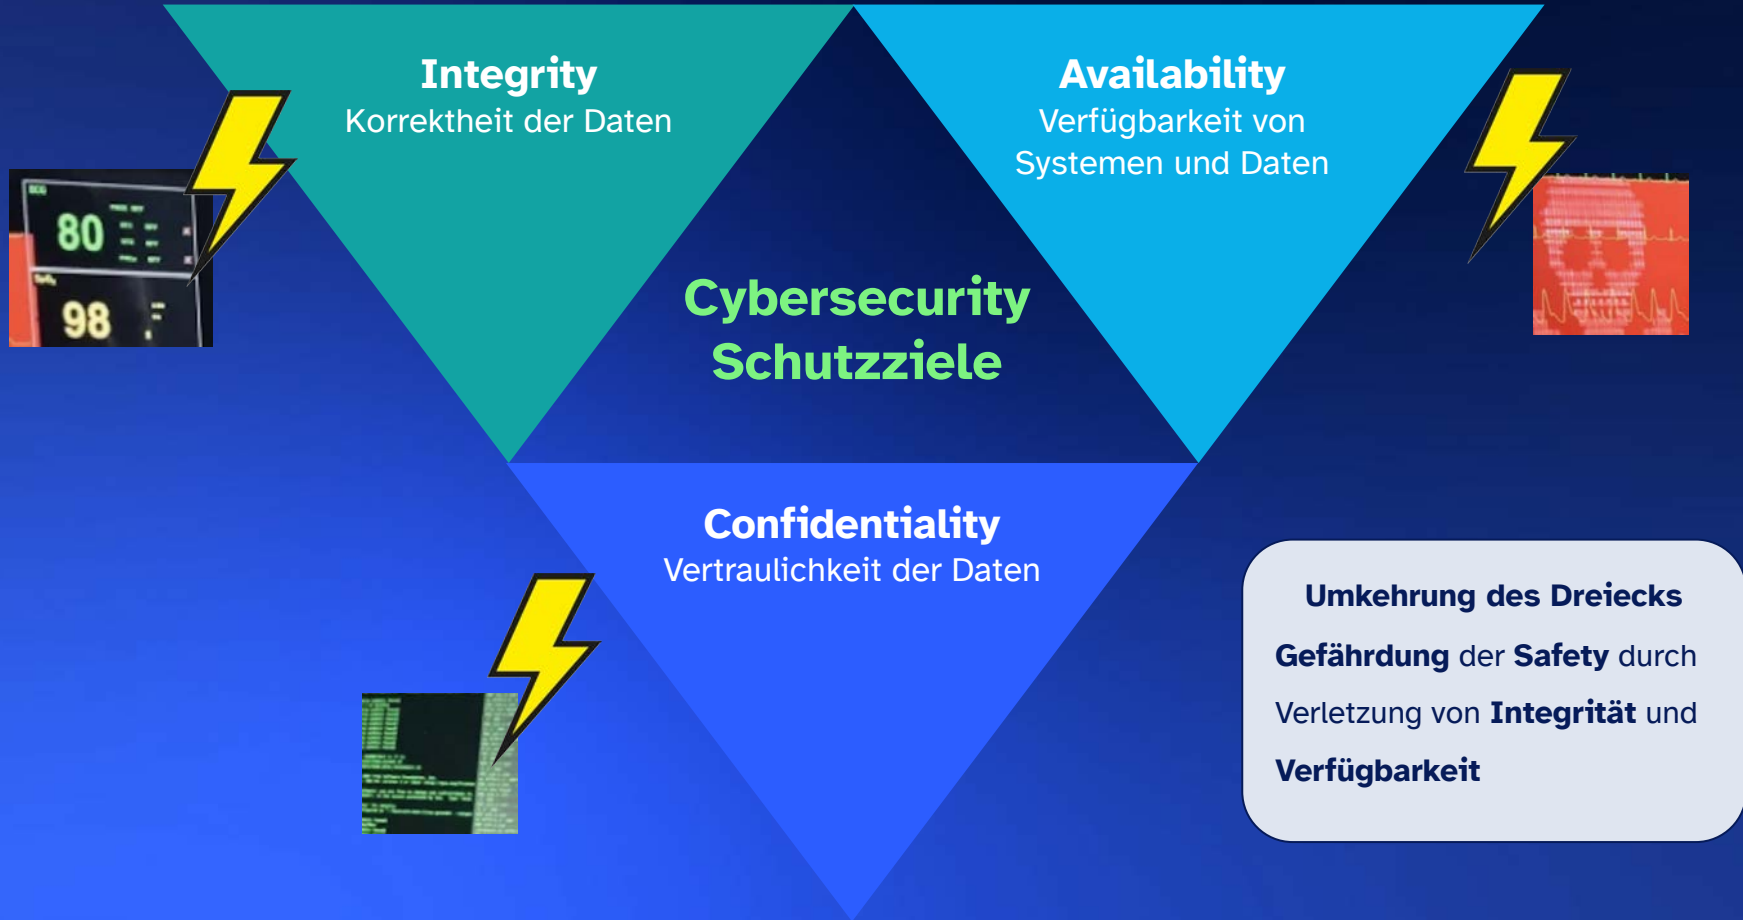 Integrity
Korrektheit der Daten
Availability
Verfügbarkeit von
Systemen und Daten
80
98
Cybersecurity
Schutzziele
Confidentiality
Vertraulichkeit der Daten
Umkehrung des Dreiecks
Gefährdung der Safety durch
Verletzung von Integrität und
Verfügbarkeit